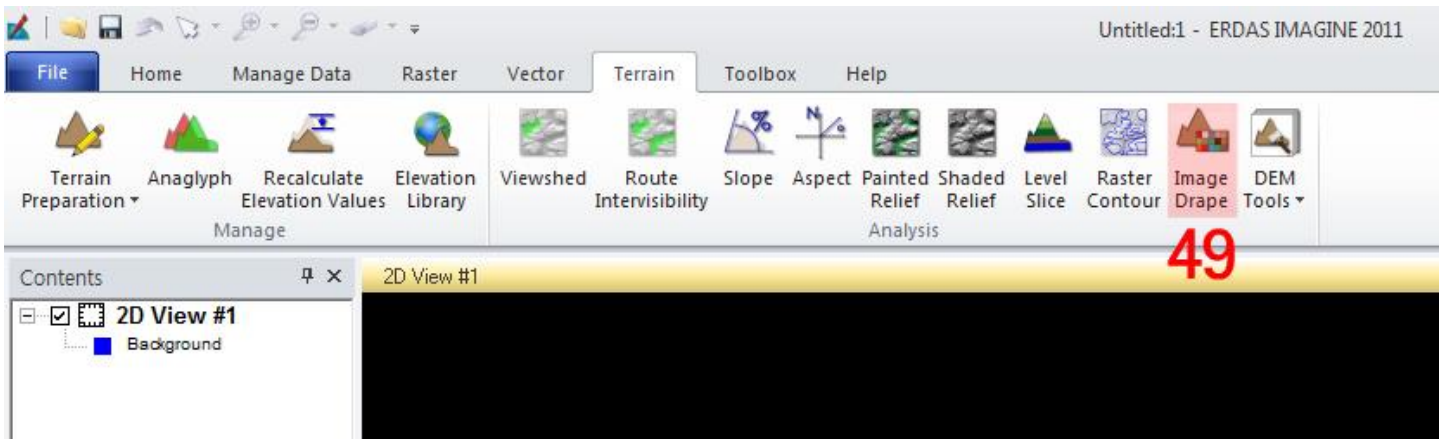 Untitled:1 - ERDAS IMAGINE 2011
File Home Manage Data Raster Vector Terrain Toolbox Help
Terrain Preparation
Anaglyph
Recalculate Elevation Values
Elevation Library
Viewshed
Route Intervisibility
Slope
Aspect
Painted Relief
Shaded Relief
Level Slice
Raster Contour
Image Drape
DEM Tools
Manage
Analysis
49
Contents
2D View #1
2D View #1
Background